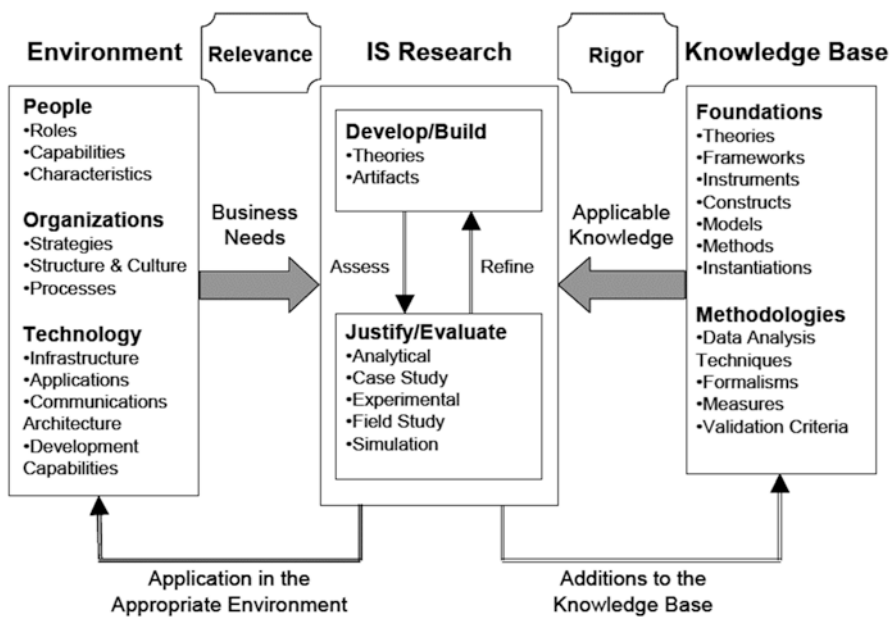 Environment
Relevance
IS Research
Rigor
Knowledge Base
People
•Roles
•Capabilities
•Characteristics
Organizations
•Strategies
•Structure & Culture
•Processes
Technology
•Infrastructure
•Applications
•Communications
Architecture
•Development
Capabilities
Business
Needs
Develop/Build
•Theories
•Artifacts
Assess
Refine
Justify/Evaluate
•Analytical
•Case Study
•Experimental
•Field Study
•Simulation
Applicable
Knowledge
Foundations
•Theories
•Frameworks
•Instruments
•Constructs
•Models
•Methods
•Instantiations
Methodologies
•Data Analysis
Techniques
•Formalisms
•Measures
•Validation Criteria
Application in the
Appropriate Environment
Additions to the
Knowledge Base